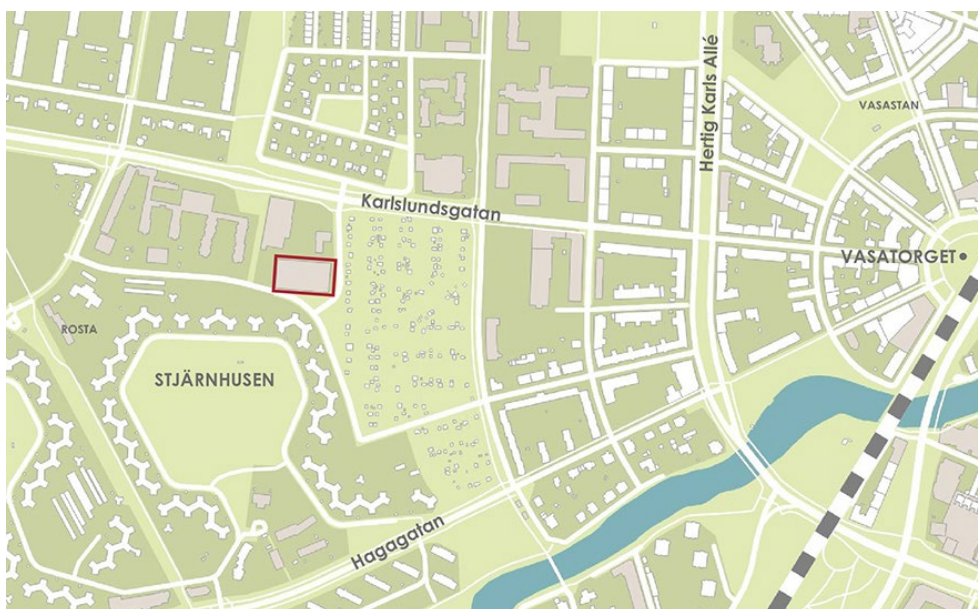 Hertig Karls Allé
VASASTAN
Karlslundsgatan
VASATORGET
ROSTA
STJÄRNHUSEN
Hagagatan